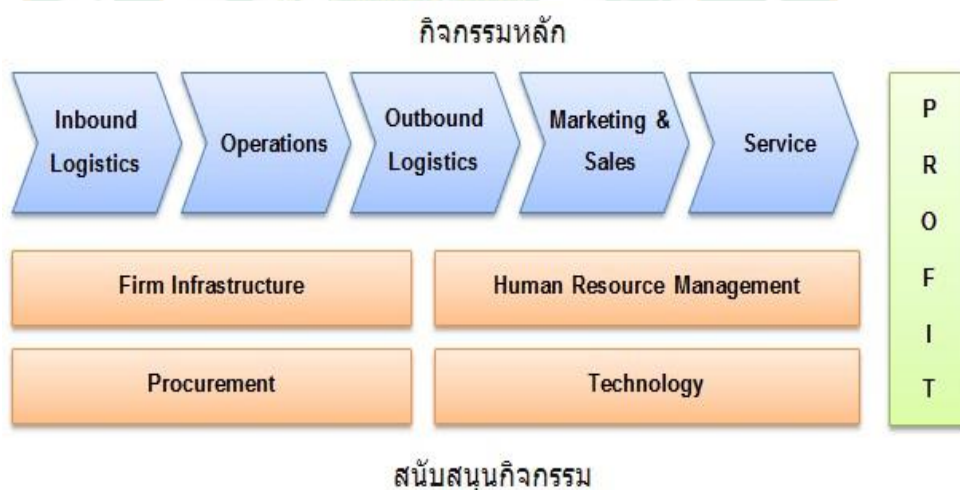 กิจกรรมหลัก
Inbound
Logistics
Operations
Outbound
Logistics
Marketing &
Sales
Service
Firm Infrastructure
Human Resource Management
Procurement
Technology
P
R
O
F
I
T
สนับสนุนกิจกรรม